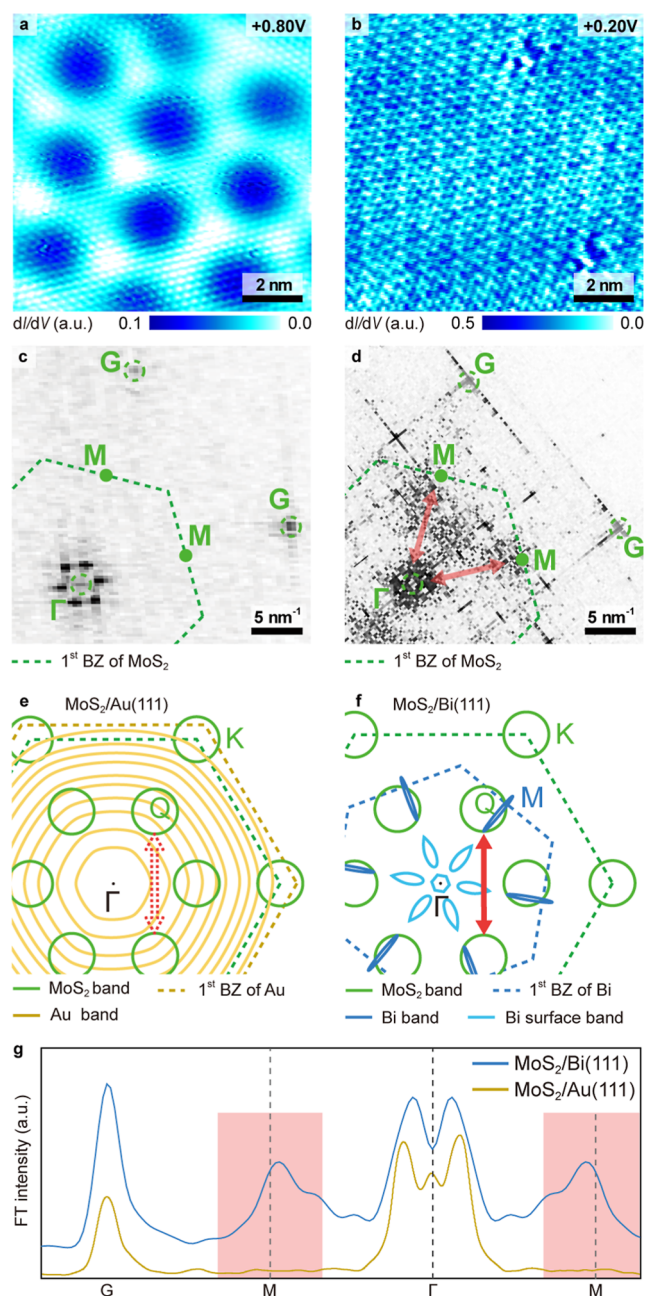 a +0.80V
b +0.20V
2 nm
2 nm
dI/dV (a.u.) 0.1 0.0
dI/dV (a.u.) 0.5 0.0
c G
M
M
G
Γ
5 nm⁻¹
1ˢᵗ BZ of MoS₂
d G
M
G
M
Γ
5 nm⁻¹
1ˢᵗ BZ of MoS₂
e MoS₂/Au(111)
K
Q
Γ
MoS₂ band 1ˢᵗ BZ of Au
Au band
f MoS₂/Bi(111)
K
Q M
Γ
MoS₂ band 1ˢᵗ BZ of Bi
Bi band Bi surface band
g
MoS₂/Bi(111)
MoS₂/Au(111)
FT intensity (a.u.)
G M Γ M